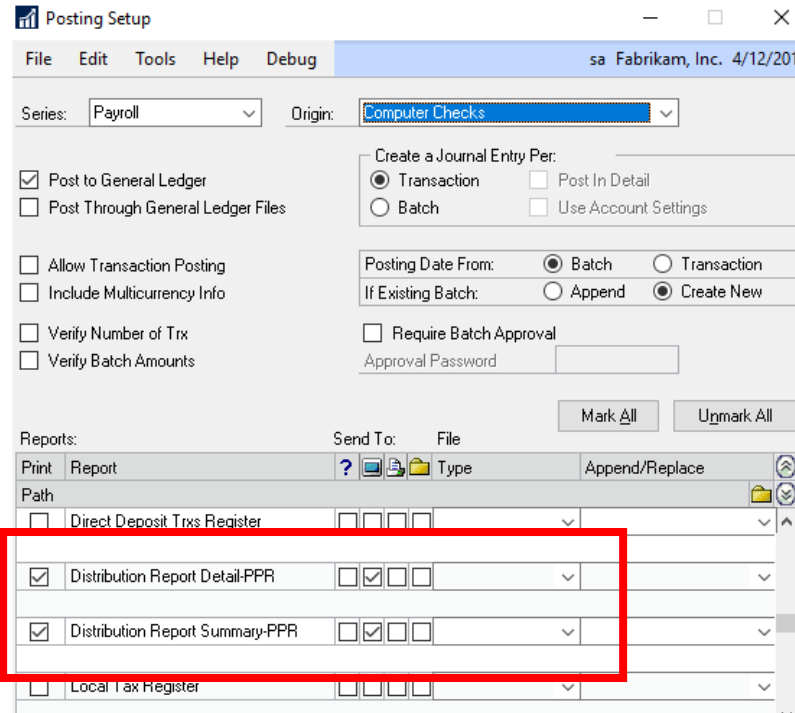 Posting Setup
File Edit Tools Help Debug sa Fabrikam, Inc. 4/12/201
Series: Payroll Origin: Computer Checks
Create a Journal Entry Per:
Post to General Ledger Transaction Post In Detail
Post Through General Ledger Files Batch Use Account Settings
Allow Transaction Posting Posting Date From: Batch Transaction
Include Multicurrency Info If Existing Batch: Append Create New
Verify Number of Trx Require Batch Approval
Verify Batch Amounts Approval Password
Mark All Unmark All
Reports: Send To: File
Print Report ? Type Append/Replace
Path
Direct Deposit Trxs Register
Distribution Report Detail-PPR
Distribution Report Summary-PPR
Local Tax Register